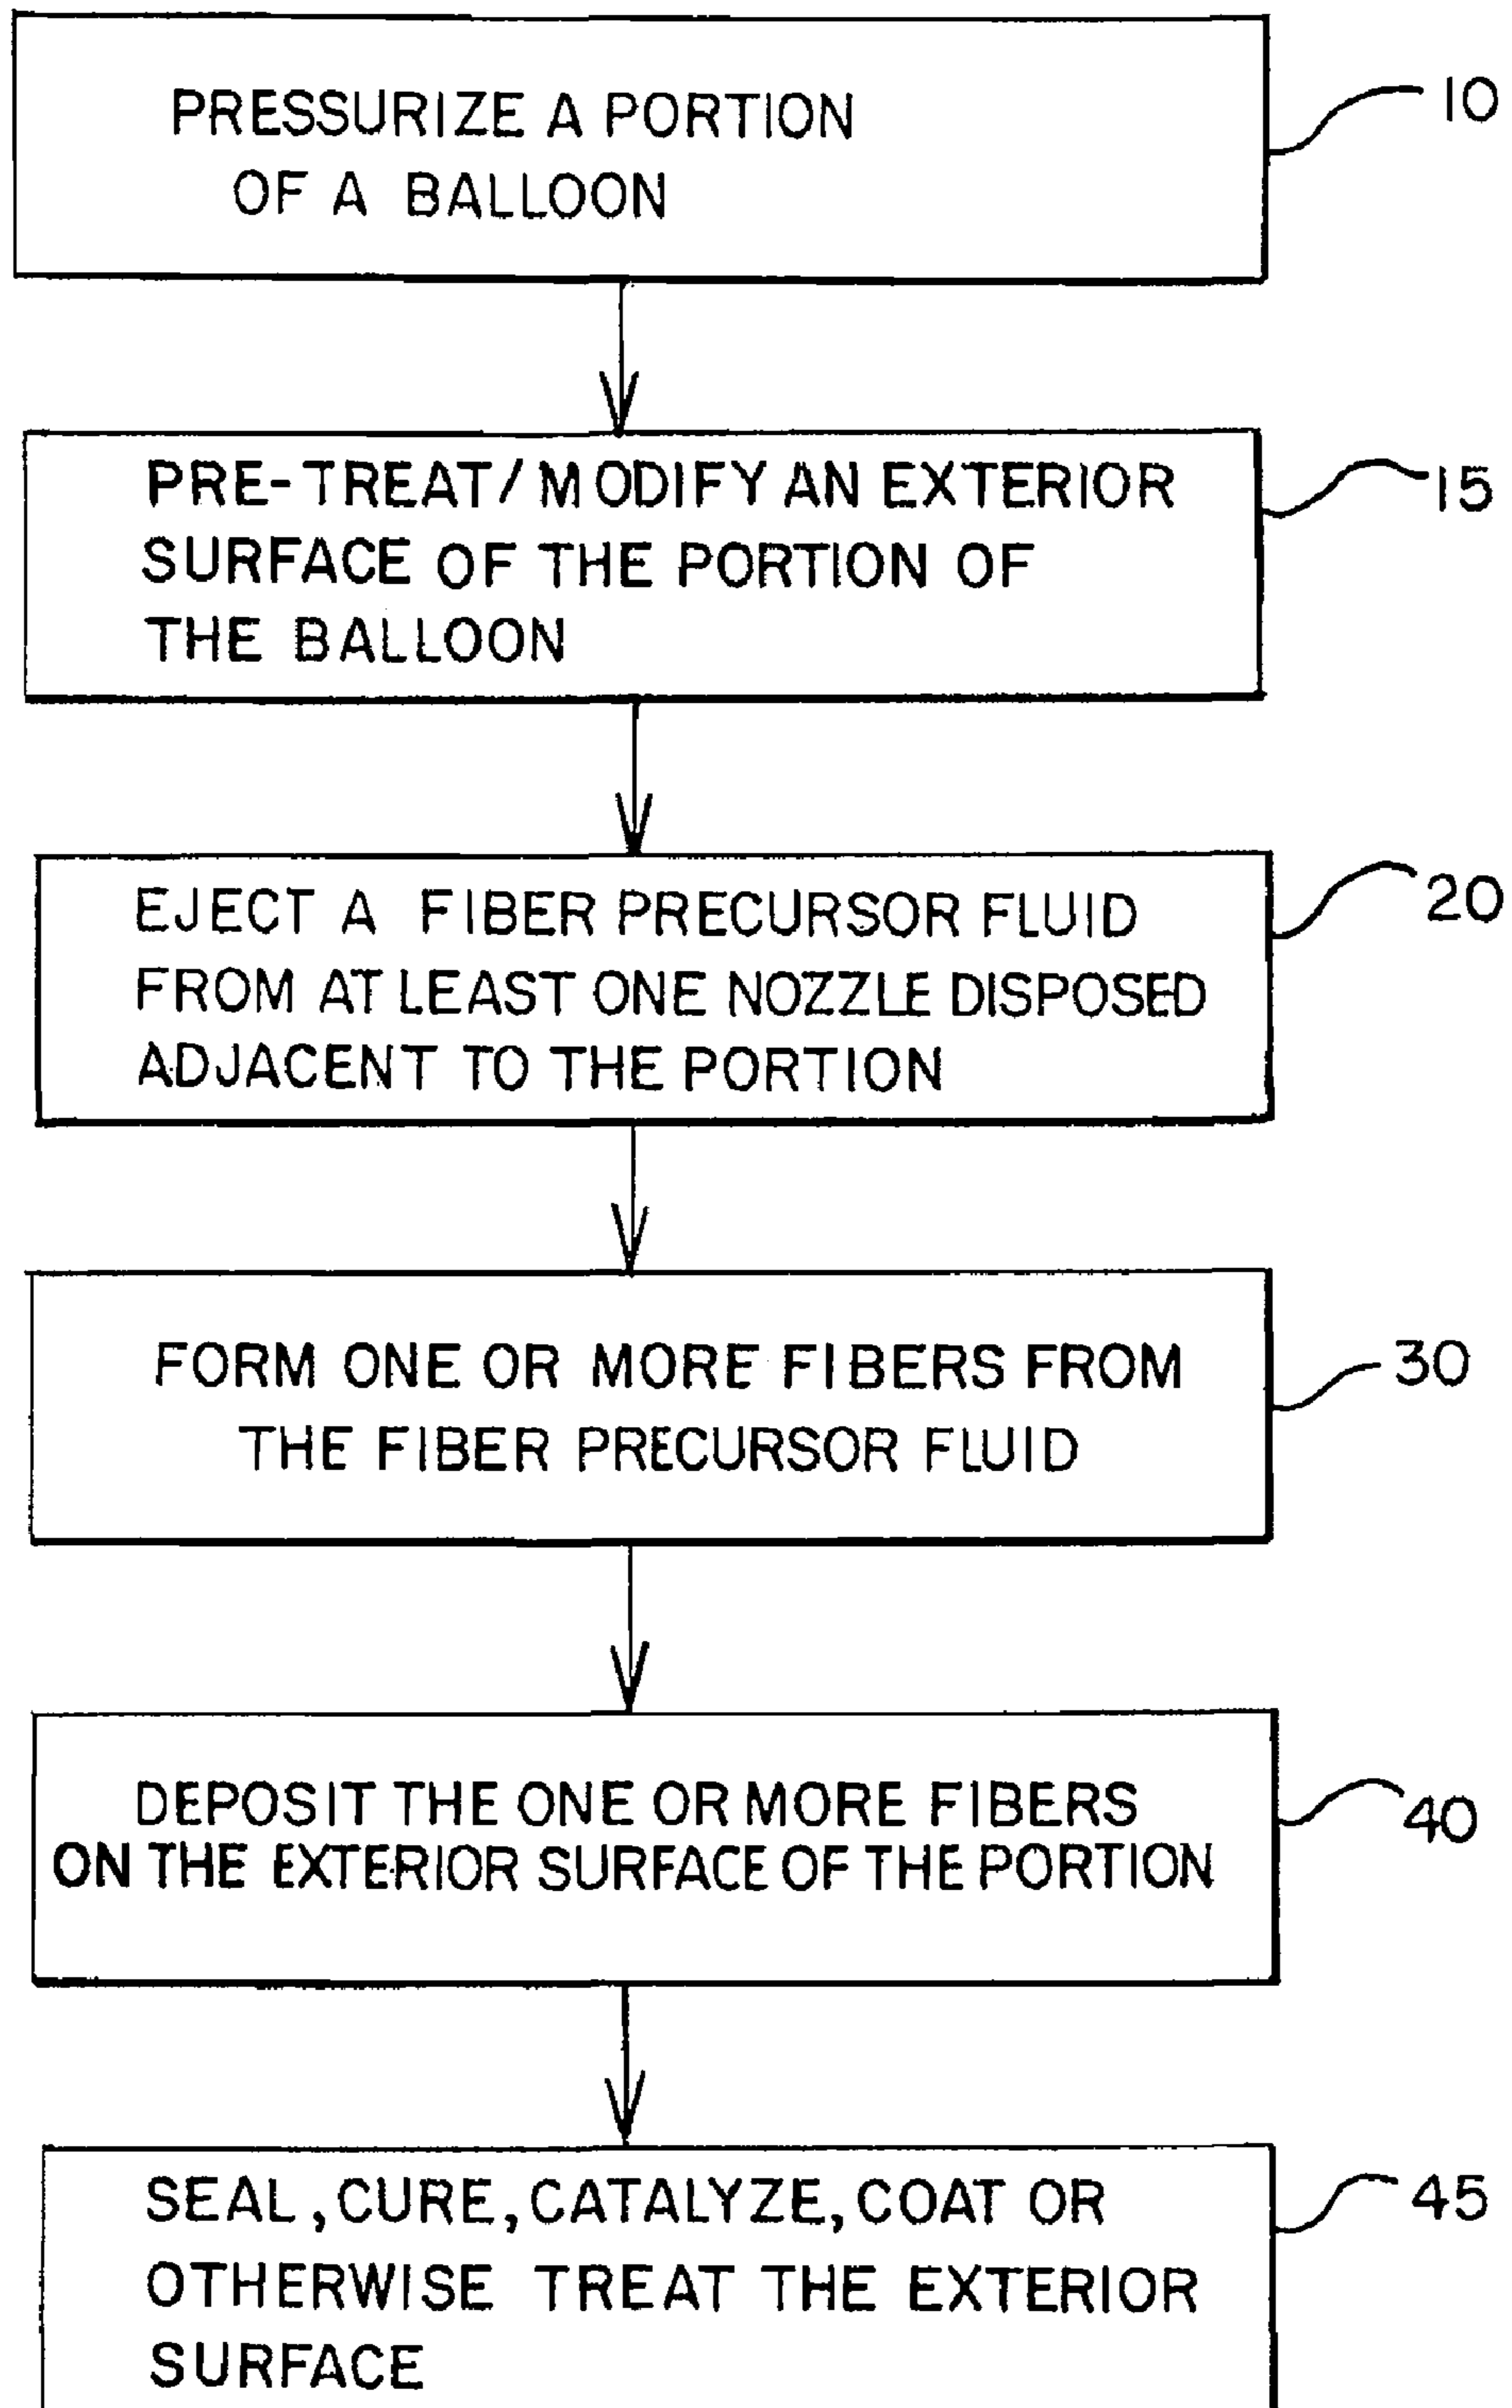 PRESSURIZE A PORTION
OF A BALLOON
10
PRE-TREAT/MODIFY AN EXTERIOR
SURFACE OF THE PORTION OF
THE BALLOON
15
EJECT A FIBER PRECURSOR FLUID
FROM AT LEAST ONE NOZZLE DISPOSED
ADJACENT TO THE PORTION
20
FORM ONE OR MORE FIBERS FROM
THE FIBER PRECURSOR FLUID
30
DEPOSIT THE ONE OR MORE FIBERS
ON THE EXTERIOR SURFACE OF THE PORTION
40
SEAL, CURE, CATALYZE, COAT OR
OTHERWISE TREAT THE EXTERIOR
SURFACE
45